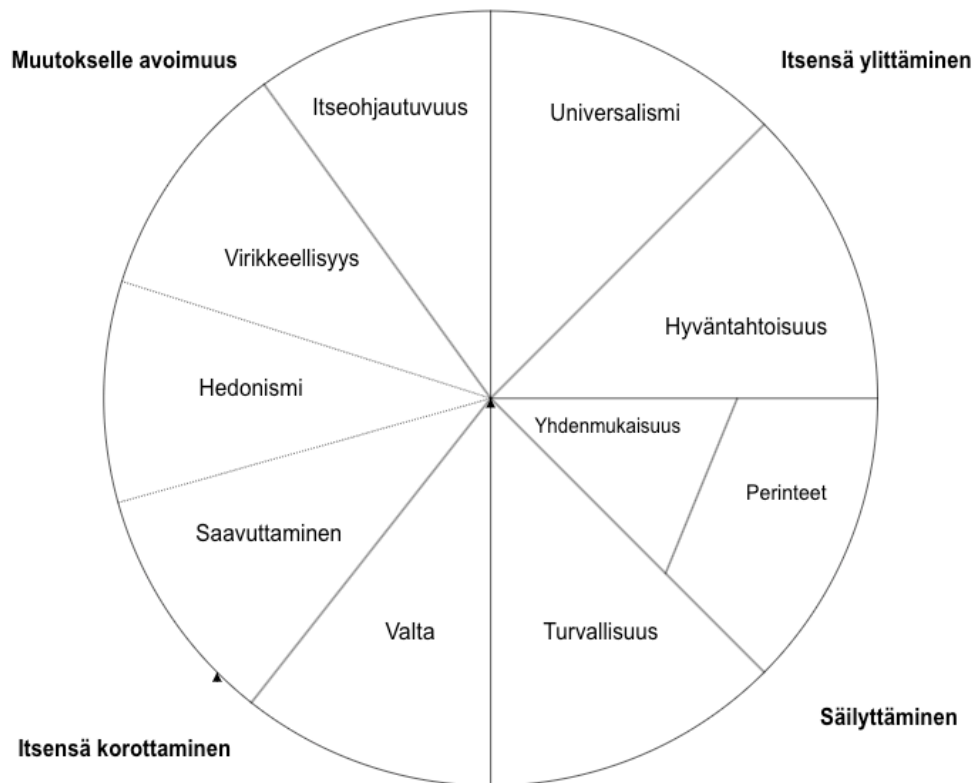 Muutokselle avoimuus
Itsensä ylittäminen
Itseohjautuvuus
Universalismi
Virikkeellisyys
Hyväntahtoisuus
Hedonismi
Yhdenmukaisuus
Perinteet
Saavuttaminen
Valta
Turvallisuus
Säilyttäminen
Itsensä korottaminen